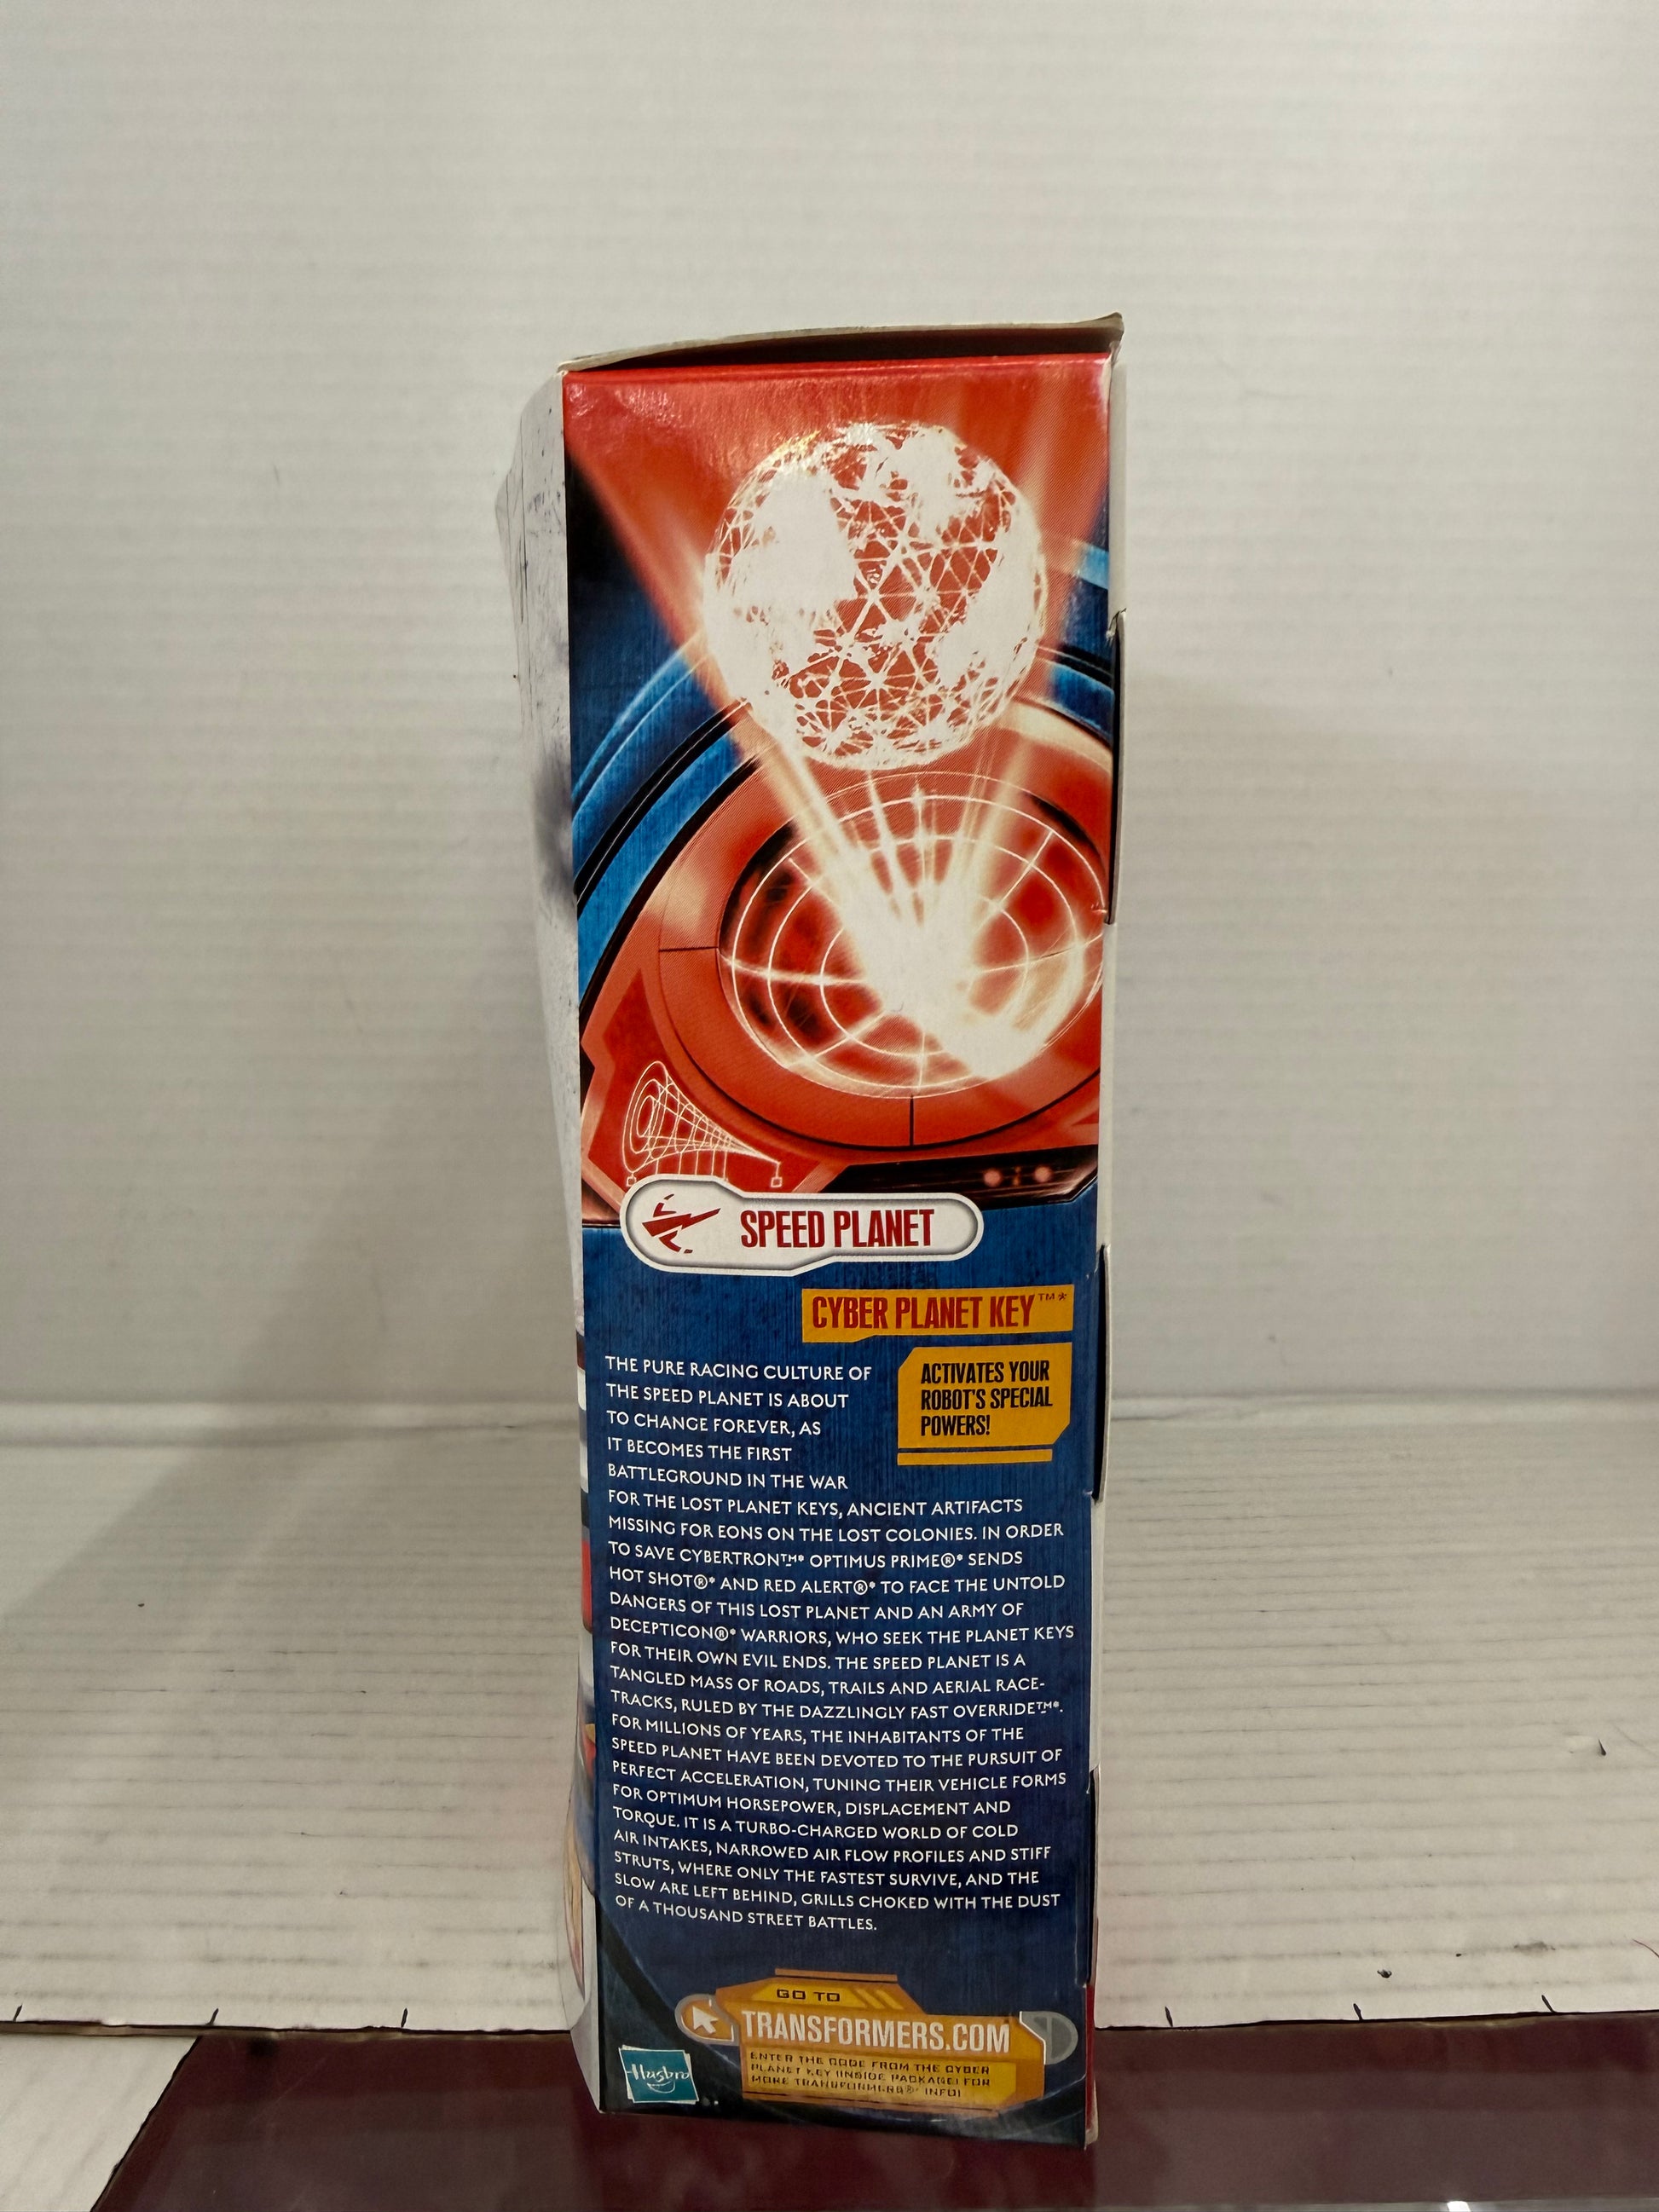 SPEED PLANET
CYBER PLANET KEY™*
ACTIVATES YOUR
ROBOT'S SPECIAL
POWERS!
THE PURE RACING CULTURE OF
THE SPEED PLANET IS ABOUT
TO CHANGE FOREVER, AS
IT BECOMES THE FIRST
BATTLEGROUND IN THE WAR
FOR THE LOST PLANET KEYS, ANCIENT ARTIFACTS
MISSING FOR EONS ON THE LOST COLONIES. IN ORDER
TO SAVE CYBERTRON™* OPTIMUS PRIME®* SENDS
HOT SHOT®* AND RED ALERT®* TO FACE THE UNTOLD
DANGERS OF THIS LOST PLANET AND AN ARMY OF
DECEPTICON®* WARRIORS, WHO SEEK THE PLANET KEYS
FOR THEIR OWN EVIL ENDS. THE SPEED PLANET IS A
TANGLED MASS OF ROADS, TRAILS AND AERIAL RACE-
TRACKS, RULED BY THE DAZZLINGLY FAST OVERRIDE™*.
FOR MILLIONS OF YEARS, THE INHABITANTS OF THE
SPEED PLANET HAVE BEEN DEVOTED TO THE PURSUIT OF
PERFECT ACCELERATION, TUNING THEIR VEHICLE FORMS
FOR OPTIMUM HORSEPOWER, DISPLACEMENT AND
TORQUE. IT IS A TURBO-CHARGED WORLD OF COLD
AIR INTAKES, NARROWED AIR FLOW PROFILES AND STIFF
STRUTS, WHERE ONLY THE FASTEST SURVIVE, AND THE
SLOW ARE LEFT BEHIND, GRILLS CHOKED WITH THE DUST
OF A THOUSAND STREET BATTLES.
GO TO
TRANSFORMERS.COM
ENTER THE CODE FROM THE CYBER
PLANET KEY (INSIDE PACKAGE) FOR
MORE TRANSFORMERS®* INFO!
Hasbro